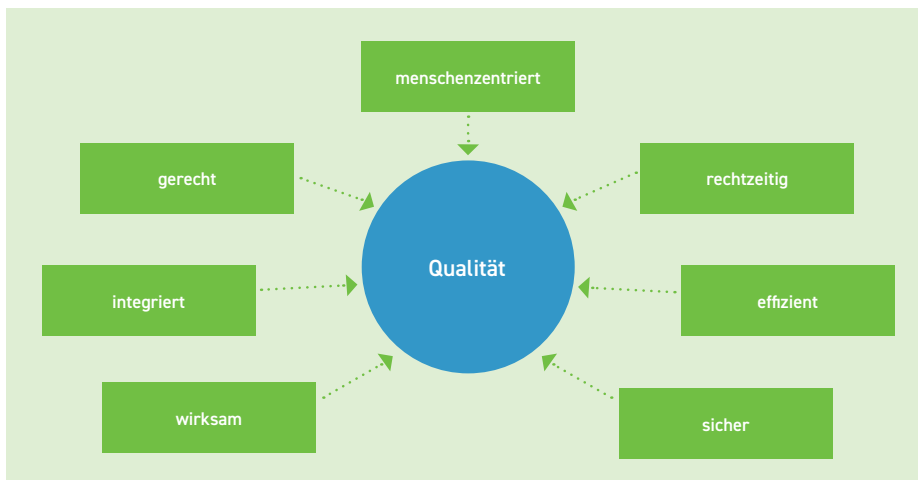 menschenzentriert
gerecht
rechtzeitig
Qualität
integriert
effizient
wirksam
sicher